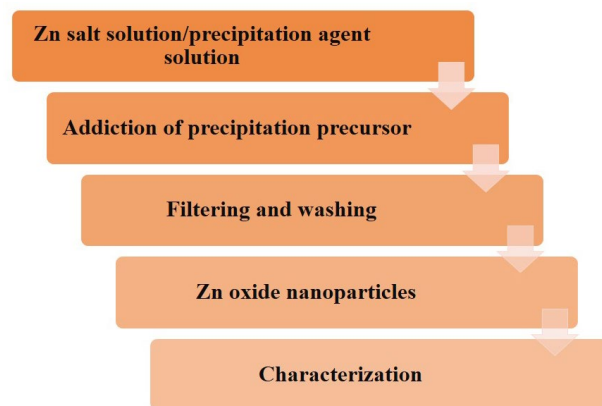 Zn salt solution/precipitation agent
solution
Addiction of precipitation precursor
Filtering and washing
Zn oxide nanoparticles
Characterization